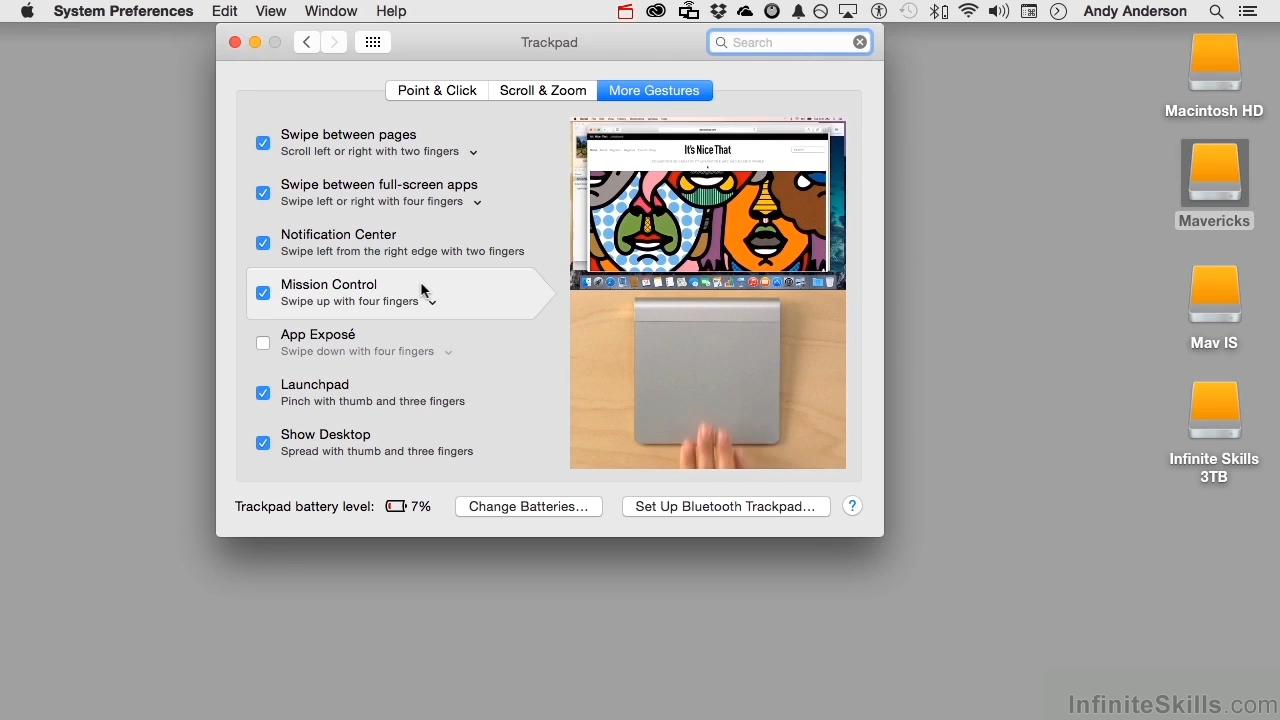 System Preferences Edit View Window Help Andy Anderson
Trackpad Search
Point & Click Scroll & Zoom More Gestures
Swipe between pages
Scroll left or right with two fingers
Swipe between full-screen apps
Swipe left or right with four fingers
Notification Center
Swipe left from the right edge with two fingers
Mission Control
Swipe up with four fingers
App Exposé
Swipe down with four fingers
Launchpad
Pinch with thumb and three fingers
Show Desktop
Spread with thumb and three fingers
It's Nice That
Trackpad battery level: 7% Change Batteries... Set Up Bluetooth Trackpad... ?
Macintosh HD
Mavericks
Mav IS
Infinite Skills
3TB
InfiniteSkills.com